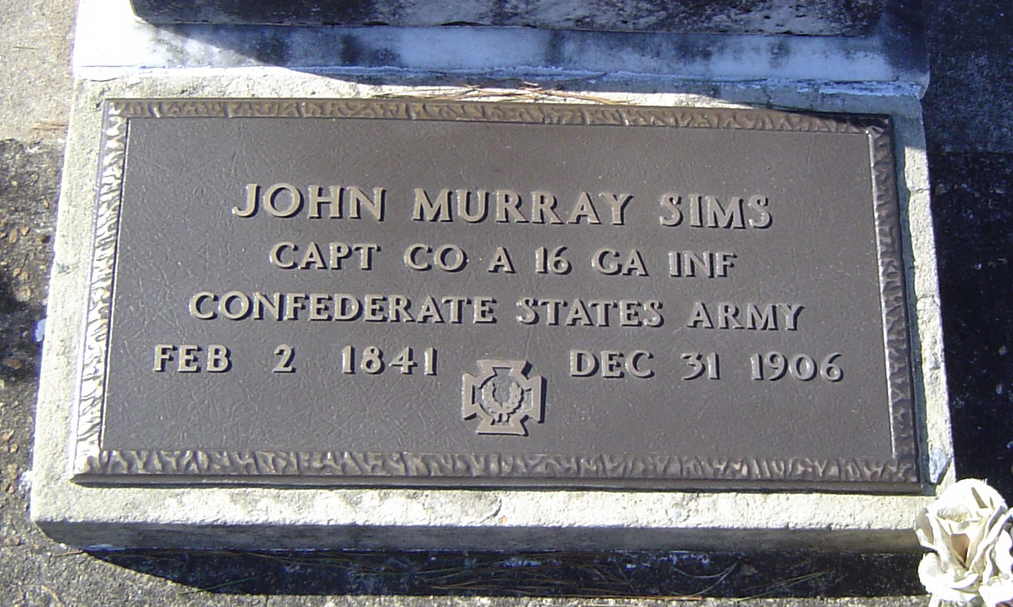 JOHN MURRAY SIMS
CAPT CO A 16 GA INF
CONFEDERATE STATES ARMY
FEB 2 1841 DEC 31 1906